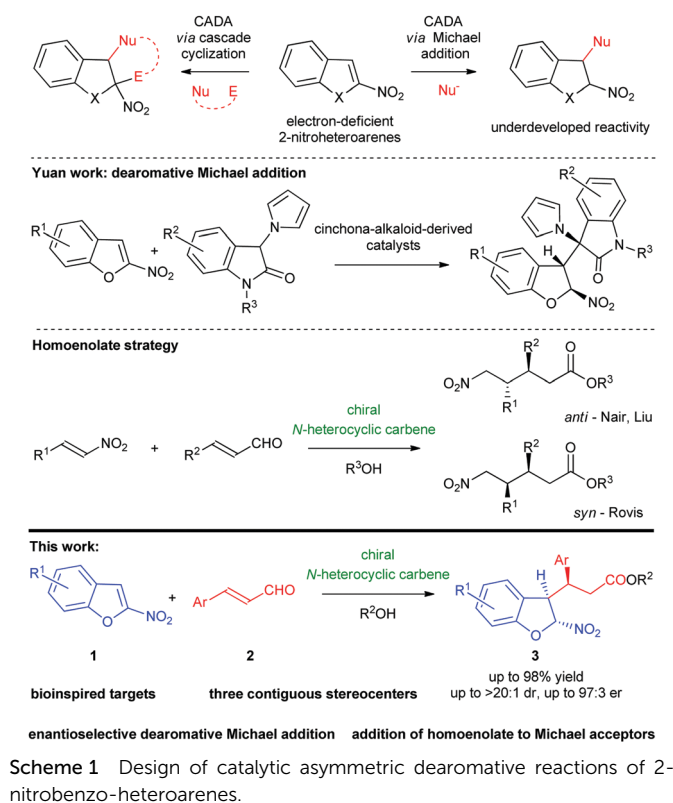 CADA
via cascade
cyclization
Nu E
CADA
via Michael
addition
Nu-
Nu
E
X
NO2
X
NO2
electron-deficient
2-nitroheteroarenes
Nu
X
NO2
underdeveloped reactivity
Yuan work: dearomative Michael addition
R1
O
NO2
+
R2
N
N
O
R3
cinchona-alkaloid-derived
catalysts
R2
N
N
R3
O
H
R1
O
NO2
Homoenolate strategy
R1
NO2
+
R2
CHO
chiral
N-heterocyclic carbene
R3OH
R2
O
O2N
OR3
R1
anti - Nair, Liu
R2
O
O2N
OR3
R1
syn - Rovis
This work:
R1
O
NO2
+
Ar
CHO
chiral
N-heterocyclic carbene
R2OH
Ar
H
COOR2
R1
O
NO2
1
2
3
up to 98% yield
up to >20:1 dr, up to 97:3 er
bioinspired targets three contiguous stereocenters
enantioselective dearomative Michael addition addition of homoenolate to Michael acceptors
Scheme 1 Design of catalytic asymmetric dearomative reactions of 2-
nitrobenzo-heteroarenes.